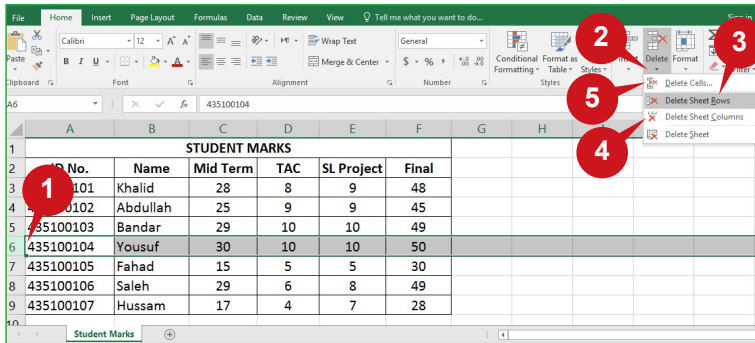 File Home Insert Page Layout Formulas Data Review View Tell me what you want to do... Sign in
Calibri 12 A A Wrap Text General
Paste B I U A Merge & Center $ % , Conditional Formatting Format as Table Styles Insert Delete Format Filter
Clipboard Font Alignment Number Styles
Delete Cells...
Delete Sheet Rows
Delete Sheet Columns
Delete Sheet
2
3
5
4
1
A6 fx 435100104
A B C D E F G H
1 STUDENT MARKS
2 No. Name Mid Term TAC SL Project Final
3 101 Khalid 28 8 9 48
4 00102 Abdullah 25 9 9 45
5 435100103 Bandar 29 10 10 49
6 435100104 Yousuf 30 10 10 50
7 435100105 Fahad 15 5 5 30
8 435100106 Saleh 29 6 8 49
9 435100107 Hussam 17 4 7 28
10
Student Marks